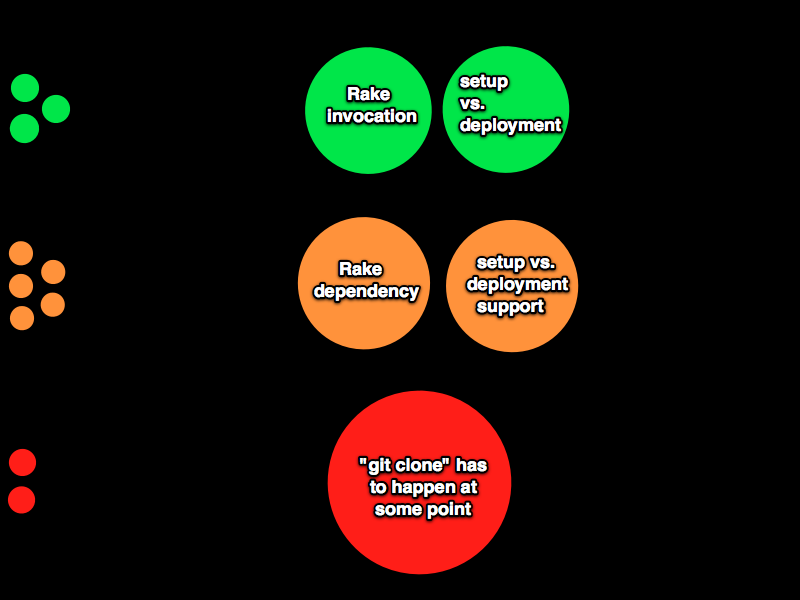 Rake
invocation
setup
vs.
deployment
Rake
dependency
setup vs.
deployment
support
"git clone" has
to happen at
some point